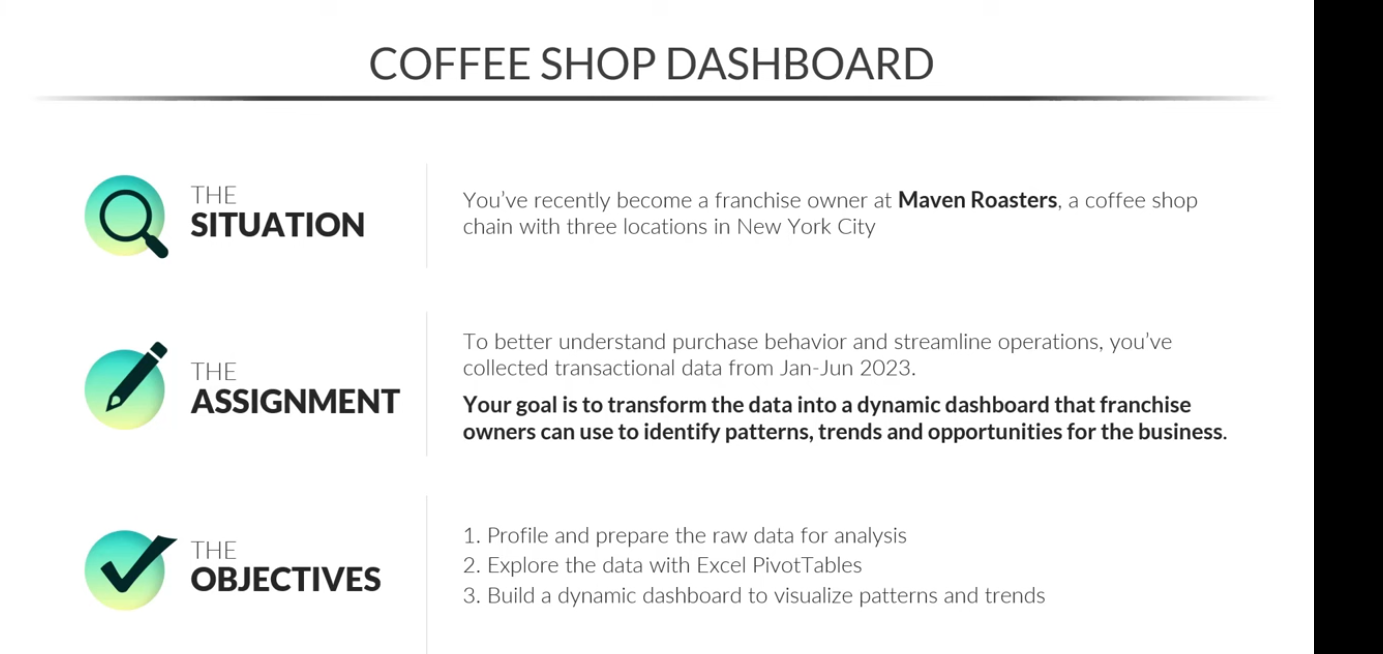 COFFEE SHOP DASHBOARD
THE
SITUATION
You’ve recently become a franchise owner at Maven Roasters, a coffee shop
chain with three locations in New York City
THE
ASSIGNMENT
To better understand purchase behavior and streamline operations, you’ve
collected transactional data from Jan-Jun 2023.
Your goal is to transform the data into a dynamic dashboard that franchise
owners can use to identify patterns, trends and opportunities for the business.
THE
OBJECTIVES
1. Profile and prepare the raw data for analysis
2. Explore the data with Excel PivotTables
3. Build a dynamic dashboard to visualize patterns and trends